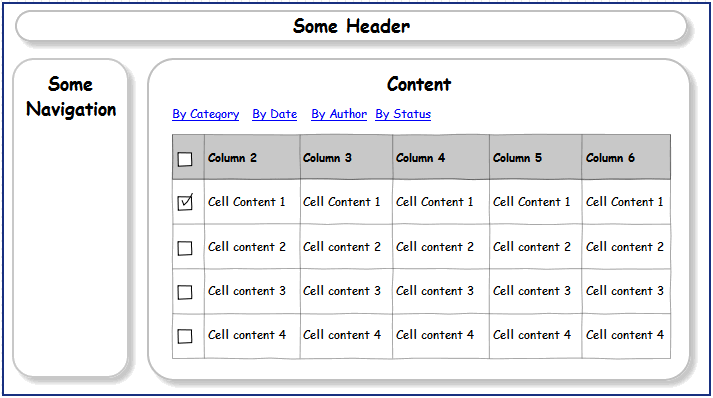 Some Header
Some
Navigation
Content
By Category By Date By Author By Status
Column 2 Column 3 Column 4 Column 5 Column 6
Cell Content 1 Cell Content 1 Cell Content 1 Cell Content 1 Cell Content 1
Cell content 2 Cell content 2 Cell content 2 Cell content 2 Cell content 2
Cell content 3 Cell content 3 Cell content 3 Cell content 3 Cell content 3
Cell content 4 Cell content 4 Cell content 4 Cell content 4 Cell content 4